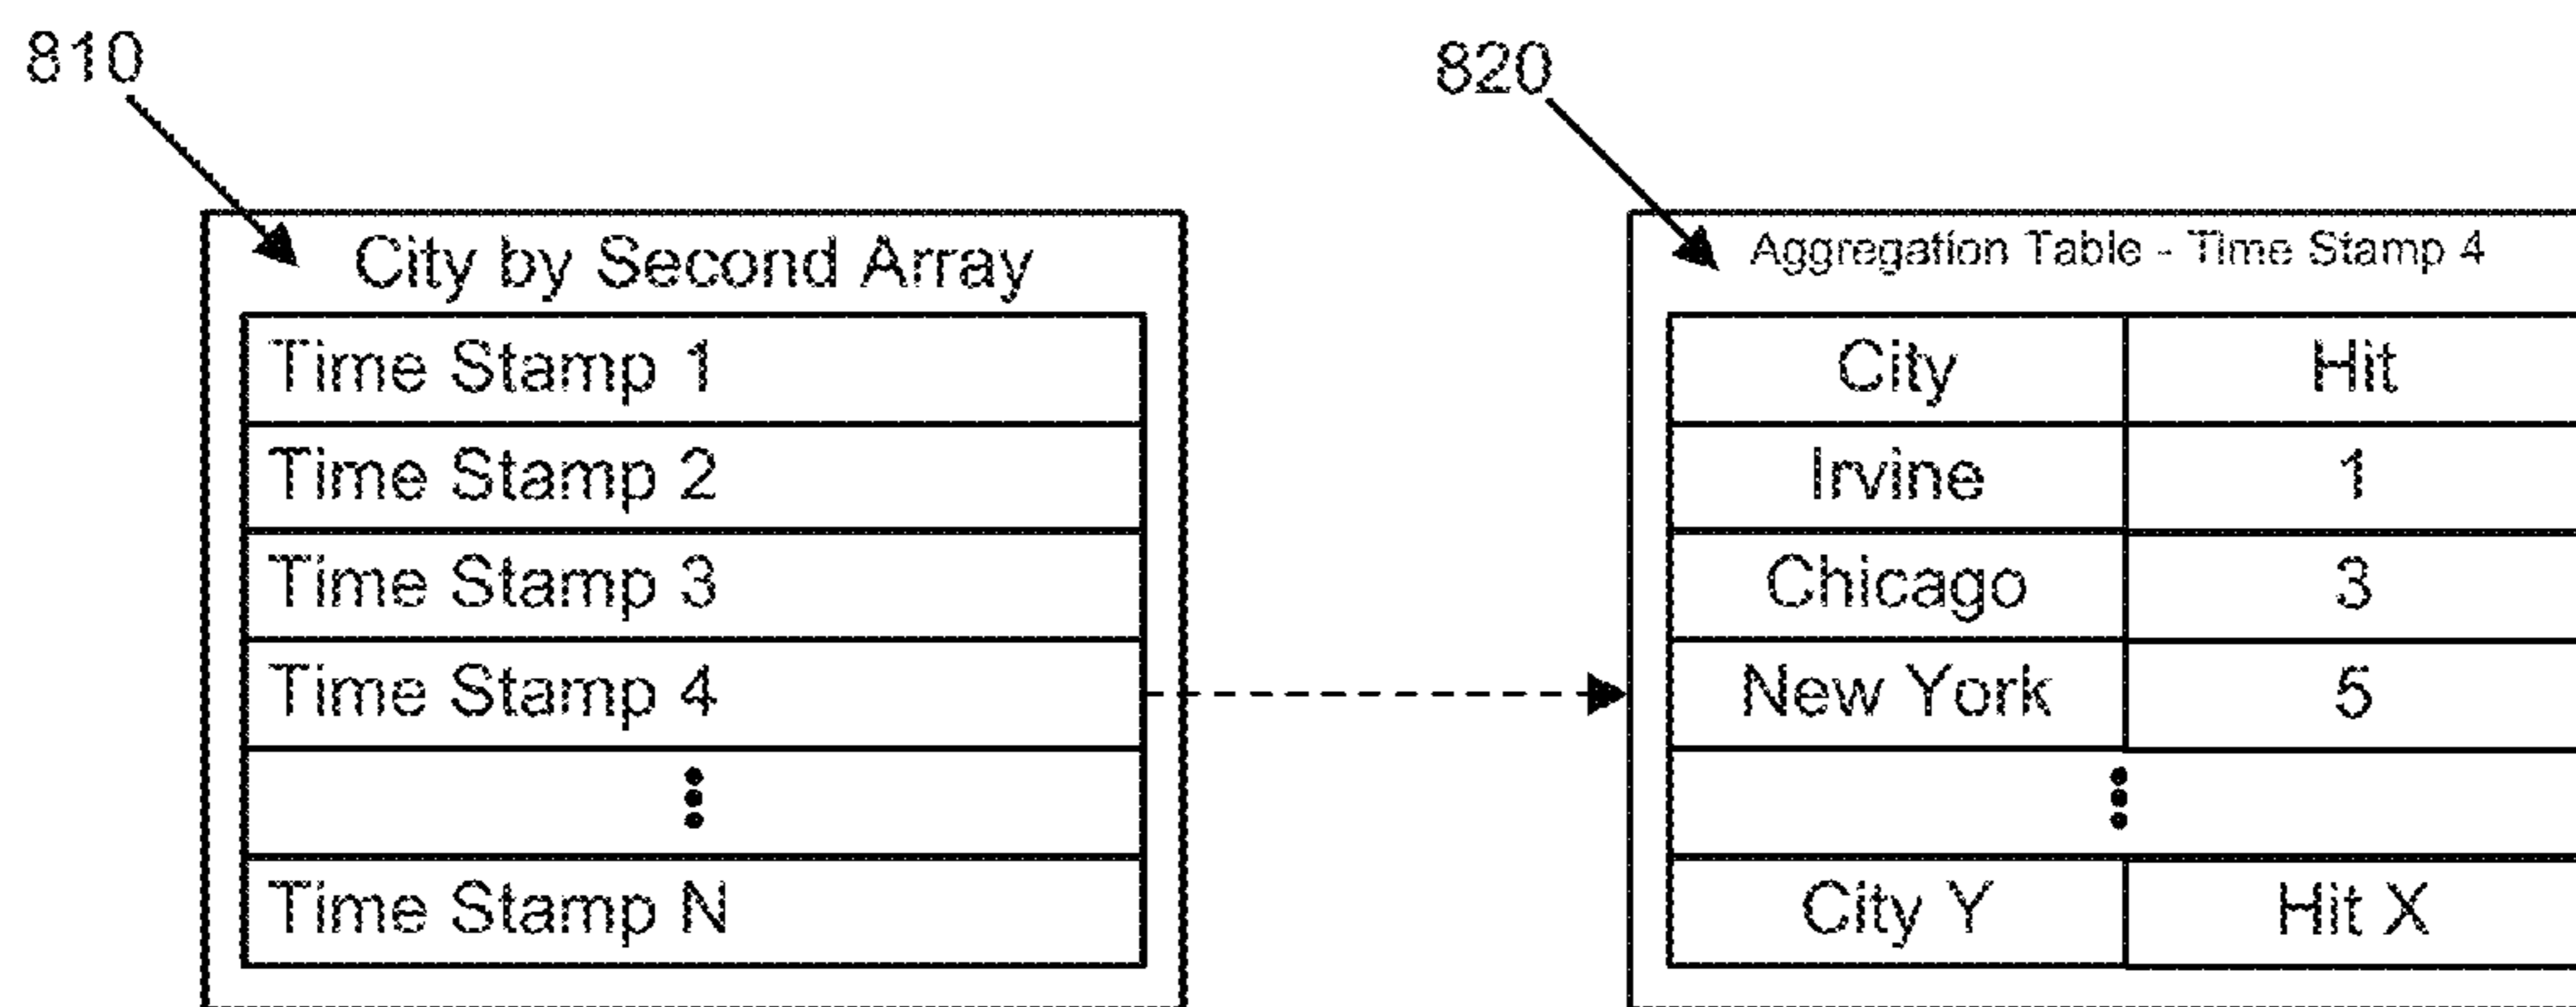 810
820
City by Second Array
Time Stamp 1
Time Stamp 2
Time Stamp 3
Time Stamp 4
Time Stamp N
Aggregation Table - Time Stamp 4
City Hit
Irvine 1
Chicago 3
New York 5
City Y Hit X